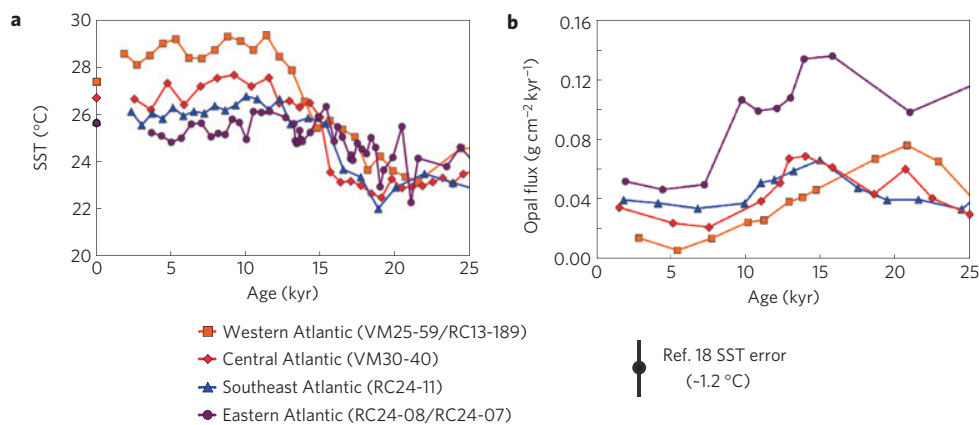 a
30
28
26
24
22
20
SST (°C)
0
5
10
15
20
25
Age (kyr)
b
0.16
0.12
0.08
0.04
0.00
Opal flux (g cm⁻² kyr⁻¹)
0
5
10
15
20
25
Age (kyr)
Western Atlantic (VM25-59/RC13-189)
Central Atlantic (VM30-40)
Southeast Atlantic (RC24-11)
Eastern Atlantic (RC24-08/RC24-07)
Ref. 18 SST error
(~1.2 °C)